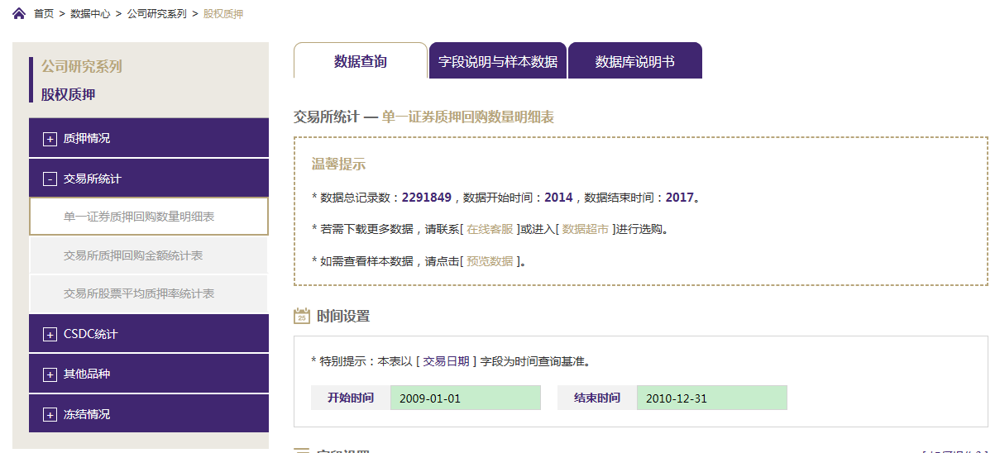 首页 > 数据中心 > 公司研究系列 > 股权质押
公司研究系列
股权质押
+ 质押情况
- 交易所统计
单一证券质押回购数量明细表
交易所质押回购金额统计表
交易所股票平均质押率统计表
+ CSDC统计
+ 其他品种
+ 冻结情况
数据查询
字段说明与样本数据
数据库说明书
交易所统计 — 单一证券质押回购数量明细表
温馨提示
* 数据总记录数：2291849，数据开始时间：2014，数据结束时间：2017。
* 若需下载更多数据，请联系[ 在线客服 ]或进入[ 数据超市 ]进行选购。
* 如需查看样本数据，请点击[ 预览数据 ]。
25 时间设置
* 特别提示：本表以 [ 交易日期 ] 字段为时间查询基准。
开始时间 2009-01-01 结束时间 2010-12-31